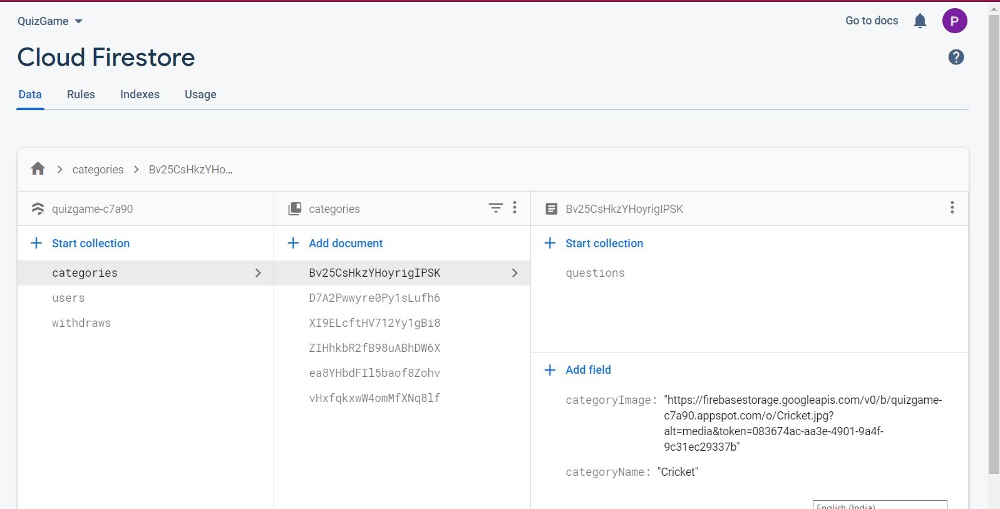 QuizGame
Go to docs
P
Cloud Firestore
?
Data Rules Indexes Usage
categories Bv25CsHkzYHo...
quizgame-c7a90
categories
Bv25CsHkzYHoyrigIPSK
+ Start collection
+ Add document
+ Start collection
categories
Bv25CsHkzYHoyrigIPSK
questions
users
D7A2Pwwyre0Py1sLufh6
withdraws
XI9ELcftHV712Yy1gBi8
ZIHhkbR2fB98uABhDW6X
+ Add field
ea8YHbdFIl5baof8Zohv
vHxfqkxwW4omMfXNq8lf
categoryImage: "https://firebasestorage.googleapis.com/v0/b/quizgame-
c7a90.appspot.com/o/Cricket.jpg?
alt=media&token=083674ac-aa3e-4901-9a4f-
9c31ec29337b"
categoryName: "Cricket"
English (India)